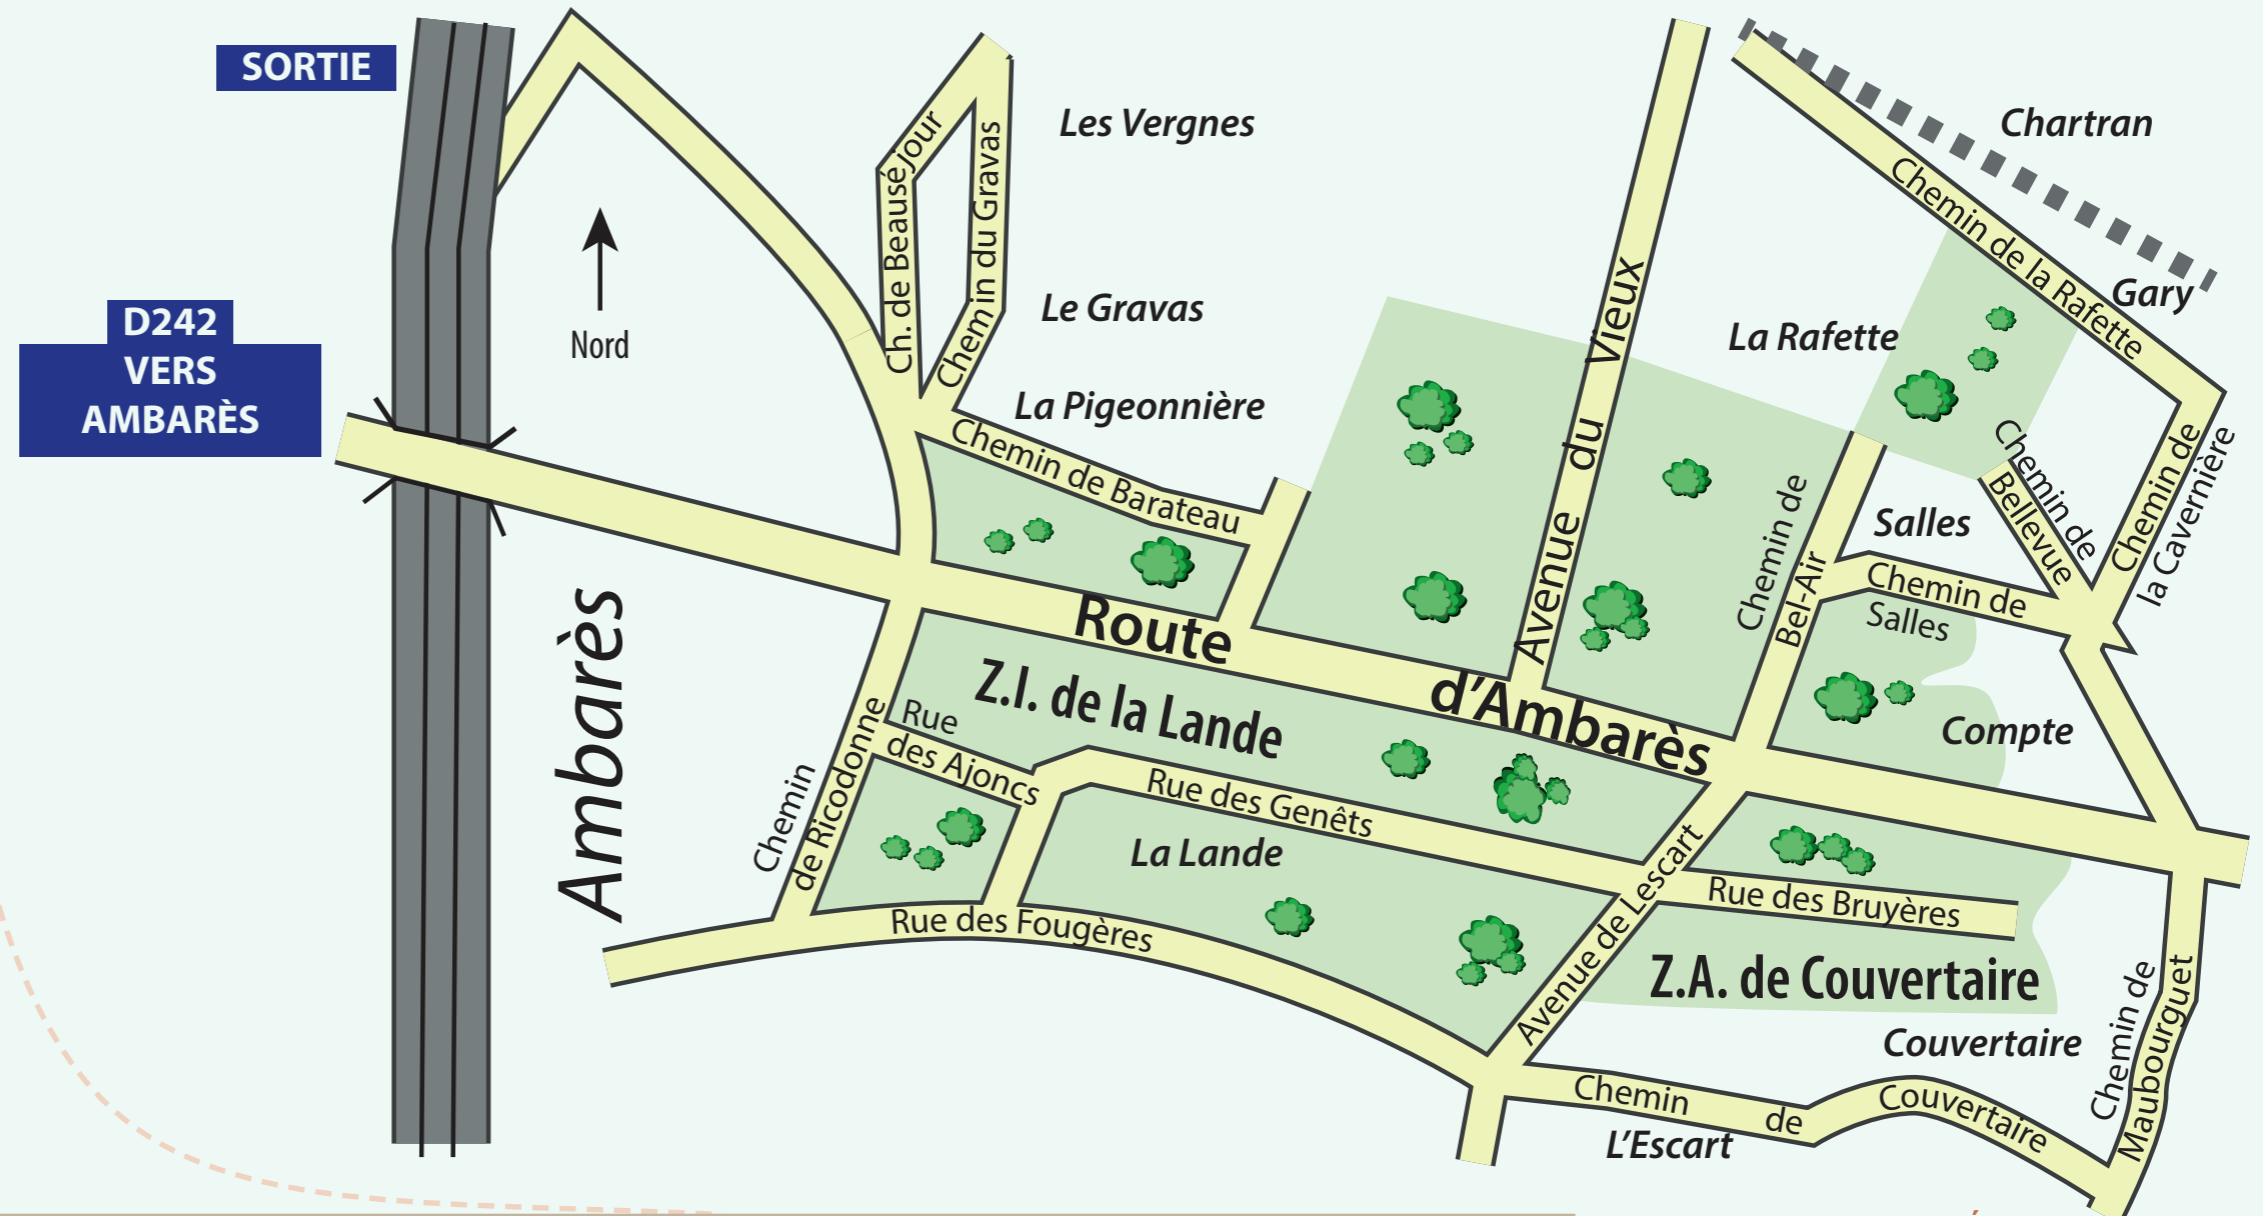 SORTIE
D242
VERS
AMBARÈS
Nord
Ambarès
Ch. de Beauséjour
Chemin du Gravas
Les Vergnes
Le Gravas
La Pigeonnière
Chemin de Barateau
Chartran
Chemin de la Rafette
Gary
La Rafette
Avenue du Vieux
Chemin de
Bel-Air
Salles
Chemin de
Bellevue
Chemin de
la Cavernière
Chemin de
Salles
Compte
Route
d'Ambarès
Z.I. de la Lande
Chemin
de Ricodonne
Rue
des Ajoncs
Rue des Genêts
La Lande
Rue des Fougères
Avenue de Lescart
Rue des Bruyères
Z.A. de Couvertaire
Couvertaire
Chemin de Couvertaire
L'Escart
Chemin de
Maubourguet